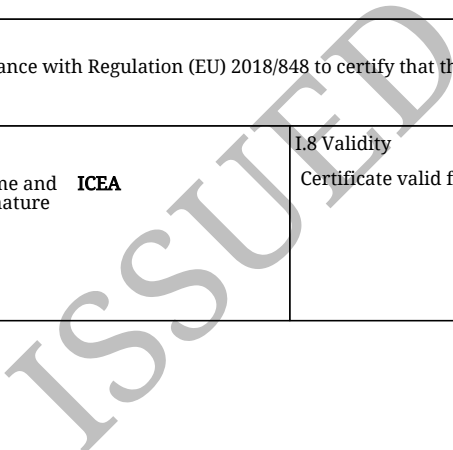 ance with Regulation (EU) 2018/848 to certify that th
I.8 Validity
me and ICEA
nature
Certificate valid f
ISSUED